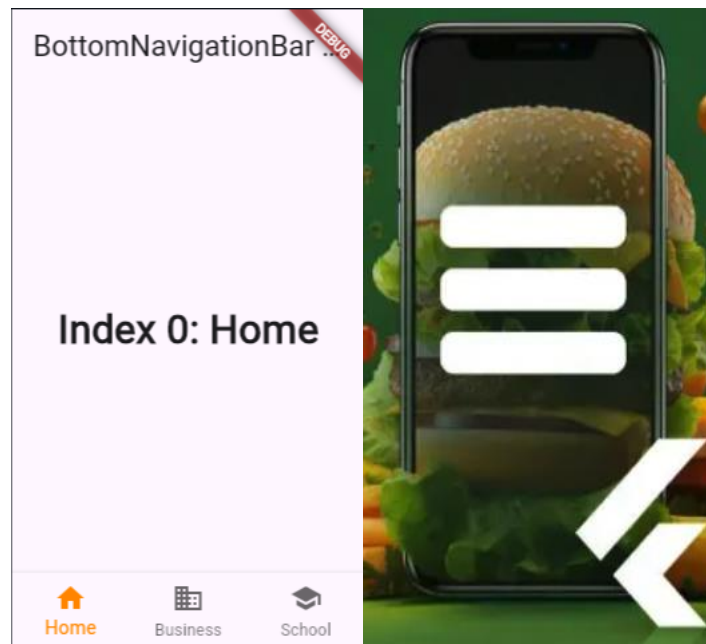 BottomNavigationBar ...
DEBUG
Index 0: Home
Home
Business
School